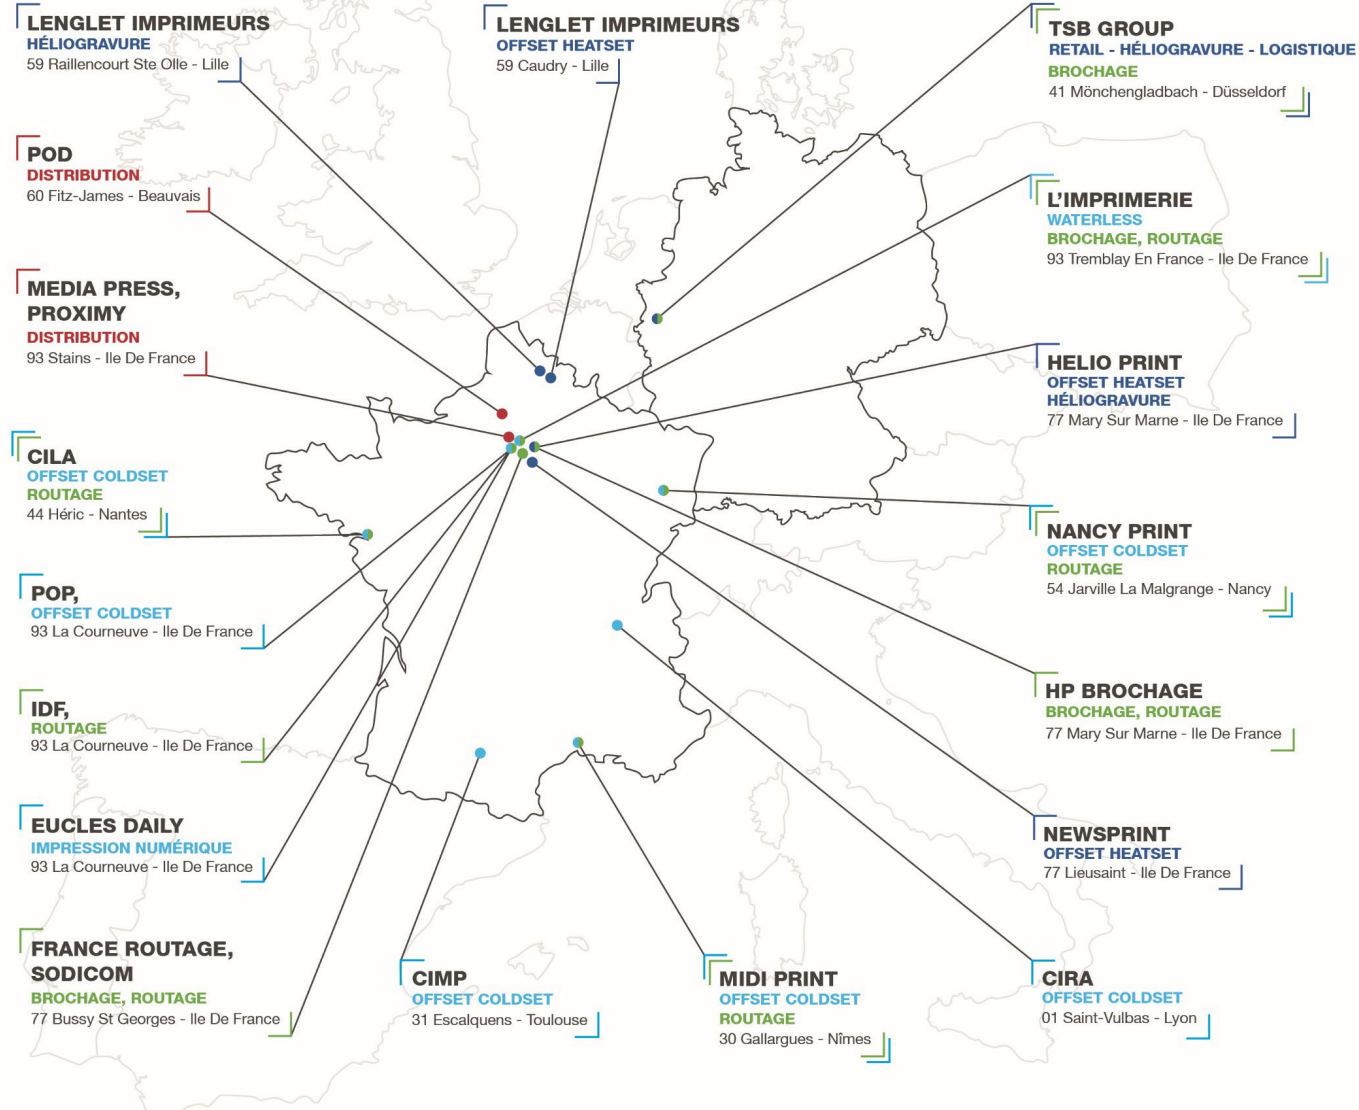 LENGLET IMPRIMEURS
HÉLIOGRAVURE
59 Raillencourt Ste Olle - Lille
LENGLET IMPRIMEURS
OFFSET HEATSET
59 Caudry - Lille
TSB GROUP
RETAIL - HÉLIOGRAVURE - LOGISTIQUE
BROCHAGE
41 Mönchengladbach - Düsseldorf
POD
DISTRIBUTION
60 Fitz-James - Beauvais
L'IMPRIMERIE
WATERLESS
BROCHAGE, ROUTAGE
93 Tremblay En France - Ile De France
MEDIA PRESS,
PROXIMY
DISTRIBUTION
93 Stains - Ile De France
HELIO PRINT
OFFSET HEATSET
HÉLIOGRAVURE
77 Mary Sur Marne - Ile De France
CILA
OFFSET COLDSET
ROUTAGE
44 Héric - Nantes
NANCY PRINT
OFFSET COLDSET
ROUTAGE
54 Jarville La Malgrange - Nancy
POP,
OFFSET COLDSET
93 La Courneuve - Ile De France
HP BROCHAGE
BROCHAGE, ROUTAGE
77 Mary Sur Marne - Ile De France
IDF,
ROUTAGE
93 La Courneuve - Ile De France
EUCLES DAILY
IMPRESSION NUMÉRIQUE
93 La Courneuve - Ile De France
NEWSPRINT
OFFSET HEATSET
77 Lieusaint - Ile De France
FRANCE ROUTAGE,
SODICOM
BROCHAGE, ROUTAGE
77 Bussy St Georges - Ile De France
CIMP
OFFSET COLDSET
31 Escalquens - Toulouse
MIDI PRINT
OFFSET COLDSET
ROUTAGE
30 Gallargues - Nîmes
CIRA
OFFSET COLDSET
01 Saint-Vulbas - Lyon